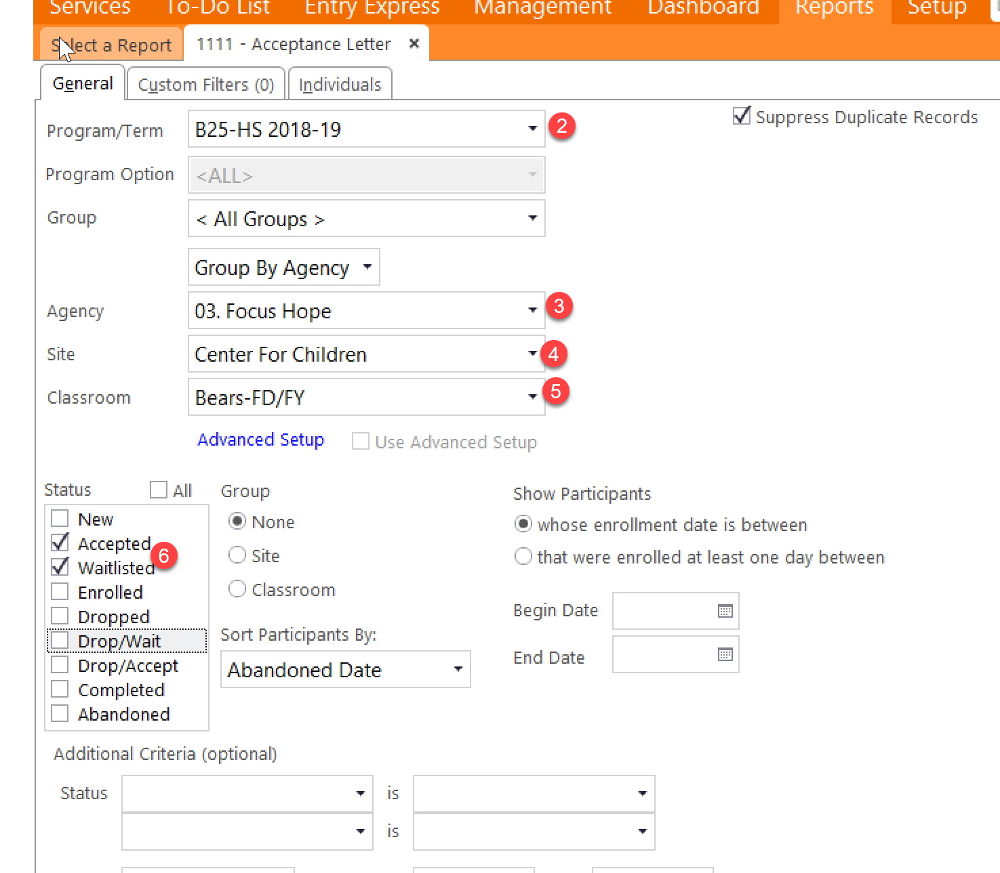 Services To-Do List Entry Express Management Dashboard Reports Setup
Select a Report 1111 - Acceptance Letter ×
General Custom Filters (0) Individuals
Program/Term B25-HS 2018-19 2 Suppress Duplicate Records
Program Option <ALL>
Group < All Groups >
Group By Agency
Agency 03. Focus Hope 3
Site Center For Children 4
Classroom Bears-FD/FY 5
Advanced Setup Use Advanced Setup
Status All Group Show Participants
New None whose enrollment date is between
Accepted
6
Waitlisted Site that were enrolled at least one day between
Enrolled Classroom
Dropped Begin Date
Drop/Wait Sort Participants By:
Drop/Accept Abandoned Date End Date
Completed
Abandoned
Additional Criteria (optional)
Status is
is